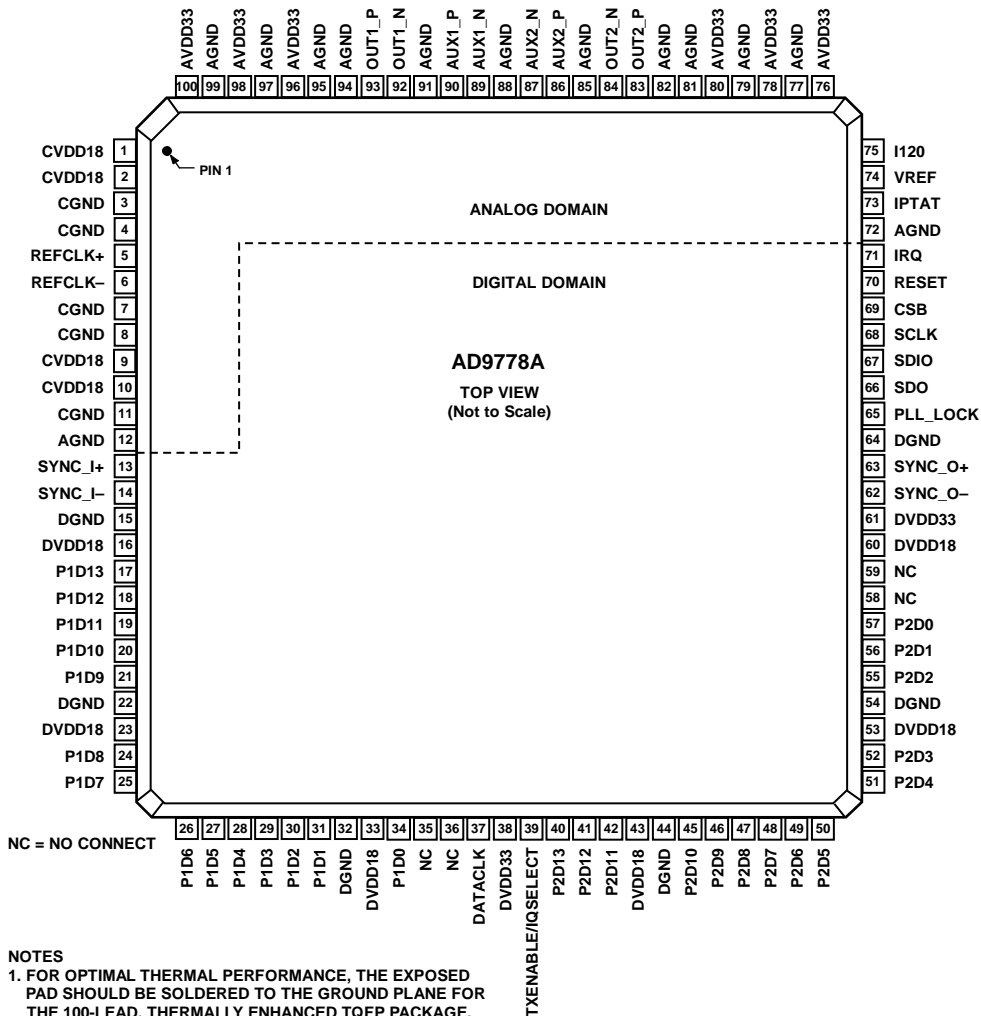 AVDD33 AGND AVDD33 AGND AVDD33 AGND AGND OUT1_P OUT1_N AGND AUX1_P AUX1_N AGND AUX2_N AUX2_P AGND OUT2_N OUT2_P AGND AGND AVDD33 AGND AVDD33 AGND AVDD33
100 99 98 97 96 95 94 93 92 91 90 89 88 87 86 85 84 83 82 81 80 79 78 77 76
CVDD18 1
CVDD18 2
CGND 3
CGND 4
REFCLK+ 5
REFCLK– 6
CGND 7
CGND 8
CVDD18 9
CVDD18 10
CGND 11
AGND 12
SYNC_I+ 13
SYNC_I– 14
DGND 15
DVDD18 16
P1D13 17
P1D12 18
P1D11 19
P1D10 20
P1D9 21
DGND 22
DVDD18 23
P1D8 24
P1D7 25
PIN 1
ANALOG DOMAIN
DIGITAL DOMAIN
AD9778A
TOP VIEW
(Not to Scale)
75 I120
74 VREF
73 IPTAT
72 AGND
71 IRQ
70 RESET
69 CSB
68 SCLK
67 SDIO
66 SDO
65 PLL_LOCK
64 DGND
63 SYNC_O+
62 SYNC_O–
61 DVDD33
60 DVDD18
59 NC
58 NC
57 P2D0
56 P2D1
55 P2D2
54 DGND
53 DVDD18
52 P2D3
51 P2D4
26 27 28 29 30 31 32 33 34 35 36 37 38 39 40 41 42 43 44 45 46 47 48 49 50
P1D6 P1D5 P1D4 P1D3 P1D2 P1D1 DGND DVDD18 P1D0 NC NC DATACLK DVDD33 TXENABLE/IQSELECT P2D13 P2D12 P2D11 DVDD18 DGND P2D10 P2D9 P2D8 P2D7 P2D6 P2D5
NC = NO CONNECT
NOTES
1. FOR OPTIMAL THERMAL PERFORMANCE, THE EXPOSED
PAD SHOULD BE SOLDERED TO THE GROUND PLANE FOR
THE 100-LEAD, THERMALLY ENHANCED TQFP PACKAGE.